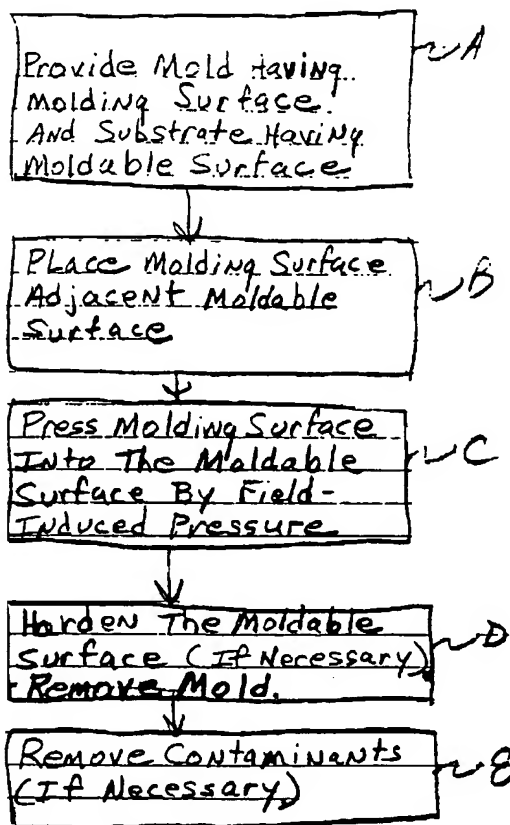 Provide Mold Having
Molding Surface.
And Substrate Having
Moldable Surface
A
Place Molding Surface
Adjacent Moldable
Surface
B
Press Molding Surface
Into The Moldable
Surface By Field-
Induced Pressure
C
Harden The Moldable
Surface (If Necessary).
Remove Mold.
D
Remove Contaminants
(If Necessary)
E